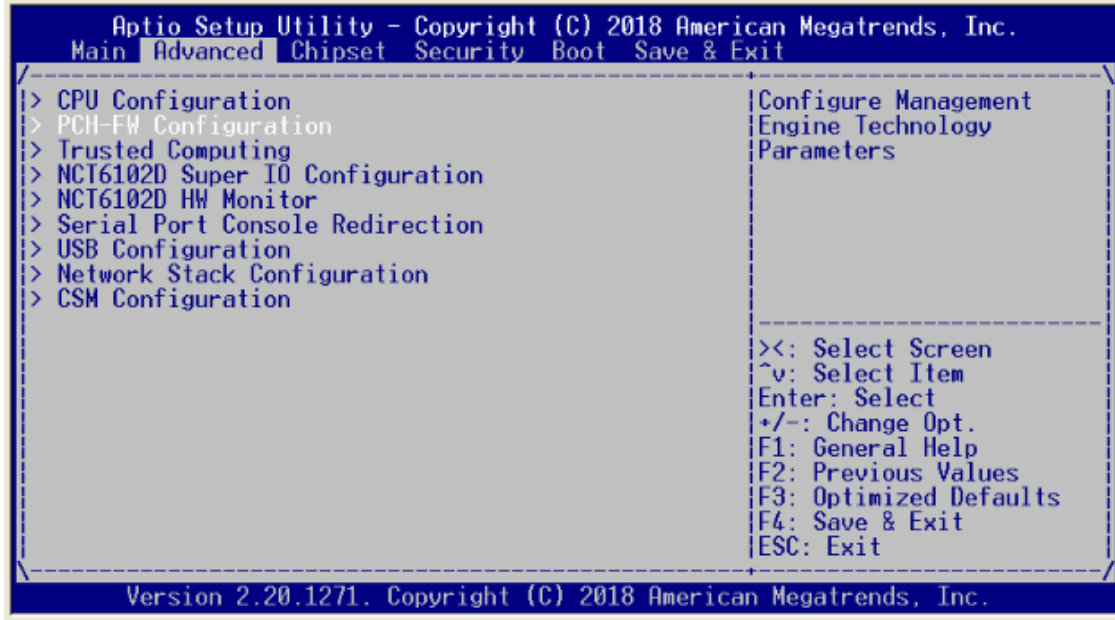 Aptio Setup Utility - Copyright (C) 2018 American Megatrends, Inc.
Main Advanced Chipset Security Boot Save & Exit
> CPU Configuration
> PCH-FW Configuration
> Trusted Computing
> NCT6102D Super IO Configuration
> NCT6102D HW Monitor
> Serial Port Console Redirection
> USB Configuration
> Network Stack Configuration
> CSM Configuration
Configure Management
Engine Technology
Parameters
><: Select Screen
^v: Select Item
Enter: Select
+/-: Change Opt.
F1: General Help
F2: Previous Values
F3: Optimized Defaults
F4: Save & Exit
ESC: Exit
Version 2.20.1271. Copyright (C) 2018 American Megatrends, Inc.